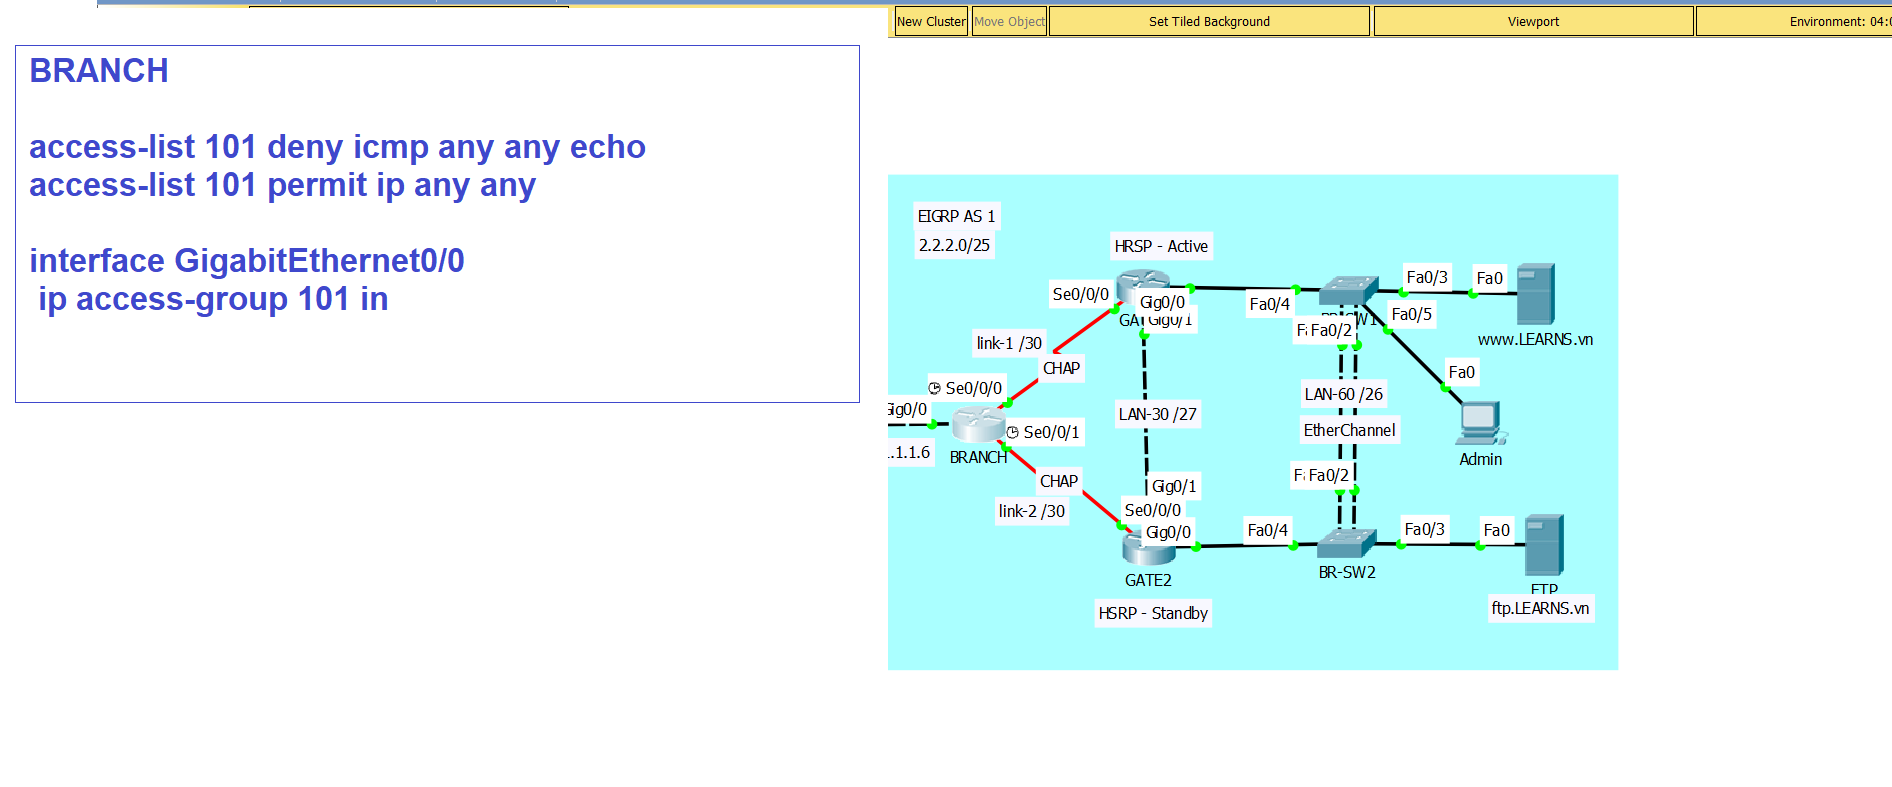 New Cluster
Move Object
Set Tiled Background
Viewport
Environment: 04:0
BRANCH
access-list 101 deny icmp any any echo
access-list 101 permit ip any any
interface GigabitEthernet0/0
ip access-group 101 in
EIGRP AS 1
2.2.2.0/25
HRSP - Active
Se0/0/0
Gig0/0
Gig0/1
Fa0/4
Fa0/3
Fa0
Fa0/5
Fa0/2
www.LEARNS.vn
link-1 /30
CHAP
Fa0
Se0/0/0
LAN-60 /26
Gig0/0
LAN-30 /27
Se0/0/1
EtherChannel
.1.1.6
BRANCH
Admin
CHAP
Fa0/2
Gig0/1
link-2 /30
Se0/0/0
Gig0/0
Fa0/4
Fa0/3
Fa0
BR-SW2
GATE2
FTP
ftp.LEARNS.vn
HSRP - Standby